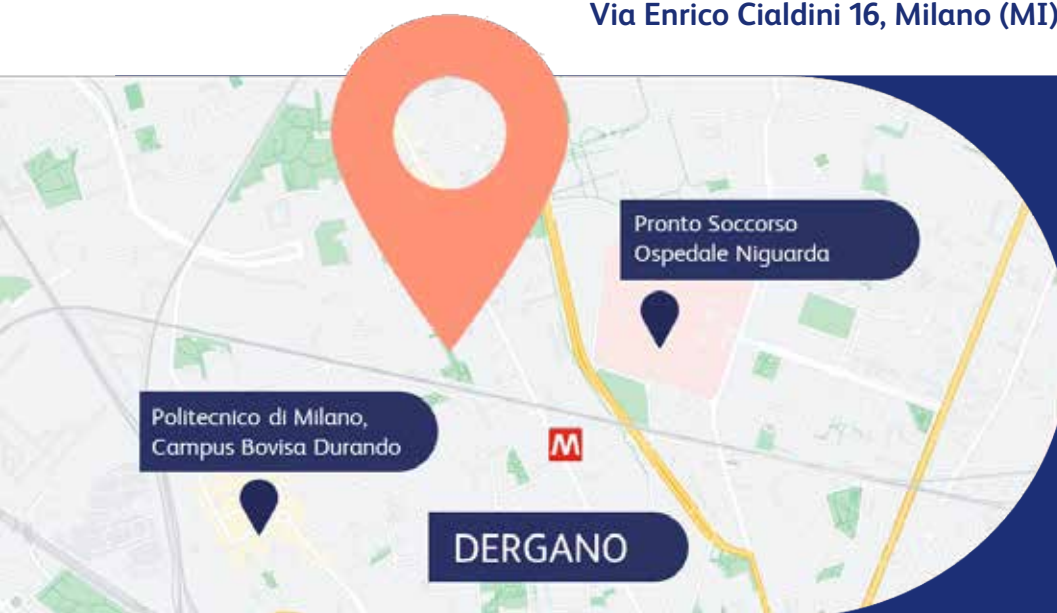 Via Enrico Cialdini 16, Milano (MI)
Pronto Soccorso
Ospedale Niguarda
Politecnico di Milano,
Campus Bovisa Durando
M
DERGANO